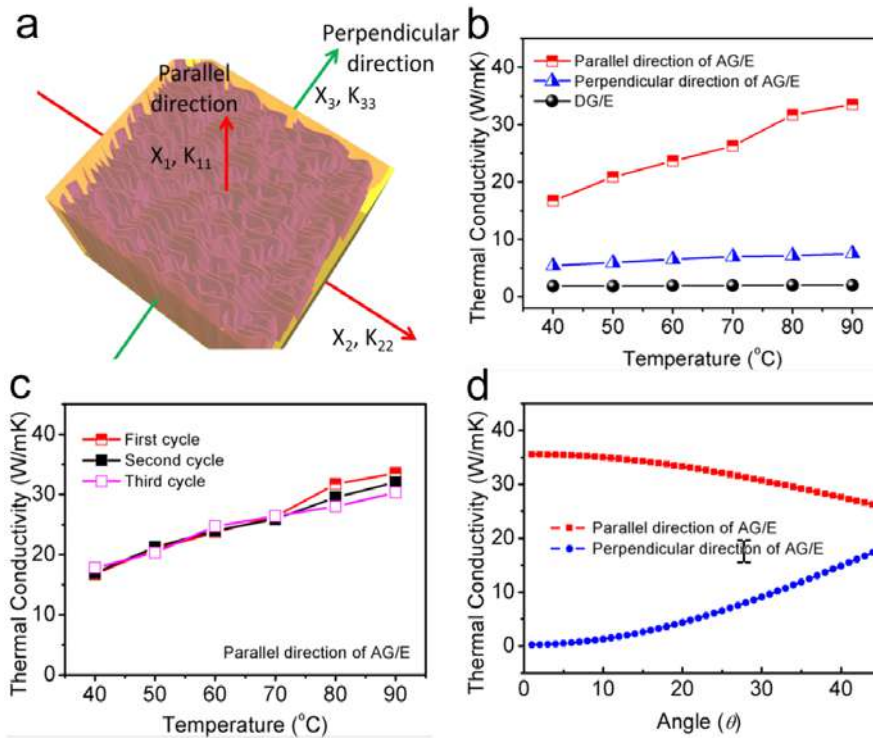 a
Perpendicular
direction
X3, K33
Parallel
direction
X1, K11
X2, K22
b
Thermal Conductivity (W/mK)
40
30
20
10
0
Parallel direction of AG/E
Perpendicular direction of AG/E
DG/E
40 50 60 70 80 90
Temperature (°C)
c
Thermal Conductivity (W/mK)
40
30
20
10
0
First cycle
Second cycle
Third cycle
Parallel direction of AG/E
40 50 60 70 80 90
Temperature (°C)
d
Thermal Conductivity (W/mK)
40
30
20
10
0
Parallel direction of AG/E
Perpendicular direction of AG/E
0 10 20 30 40
Angle (θ)